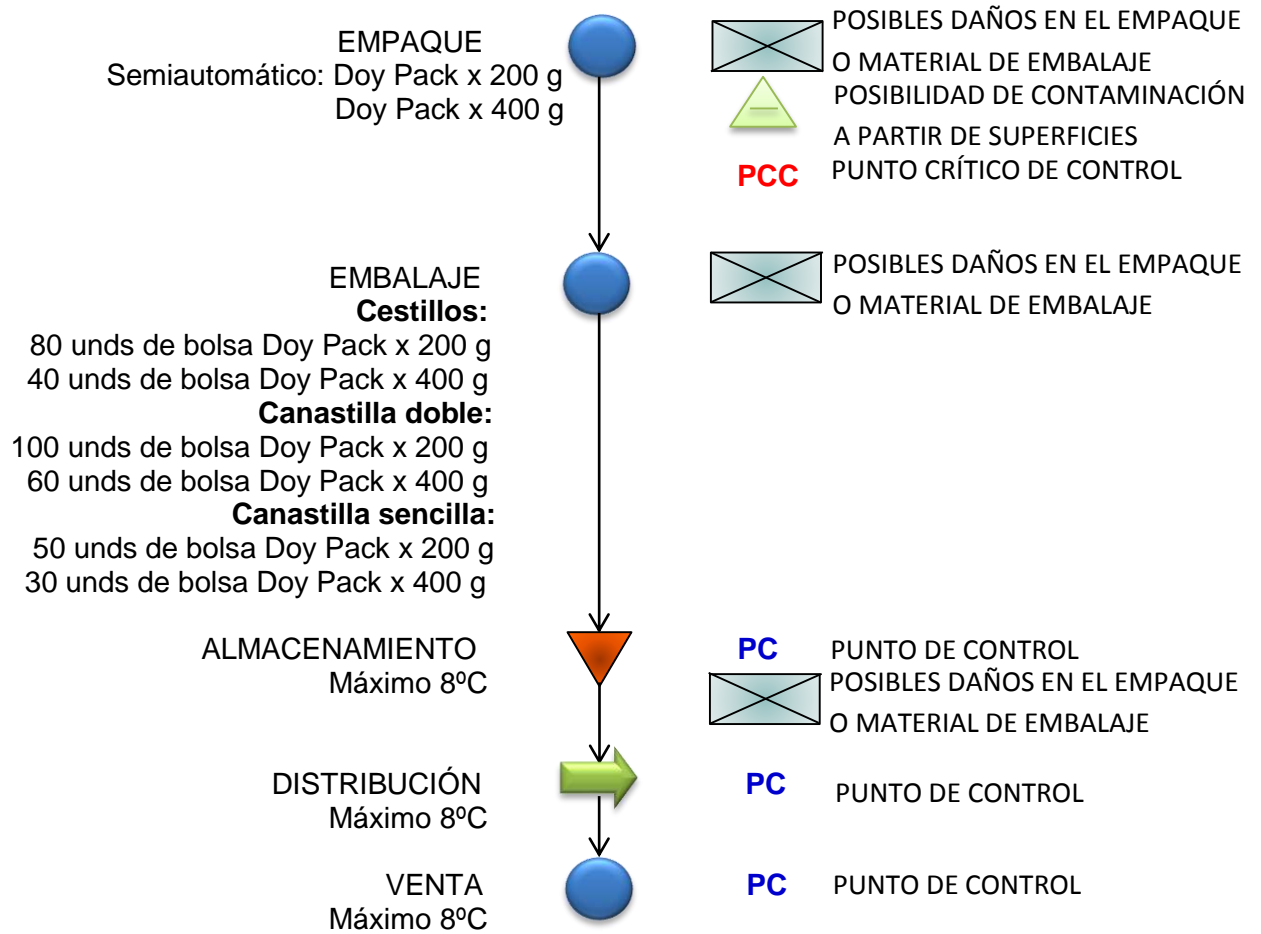 EMPAQUE
Semiautomático: Doy Pack x 200 g
Doy Pack x 400 g
POSIBLES DAÑOS EN EL EMPAQUE
O MATERIAL DE EMBALAJE
POSIBILIDAD DE CONTAMINACIÓN
A PARTIR DE SUPERFICIES
PCC PUNTO CRÍTICO DE CONTROL
EMBALAJE
Cestillos:
80 unds de bolsa Doy Pack x 200 g
40 unds de bolsa Doy Pack x 400 g
Canastilla doble:
100 unds de bolsa Doy Pack x 200 g
60 unds de bolsa Doy Pack x 400 g
Canastilla sencilla:
50 unds de bolsa Doy Pack x 200 g
30 unds de bolsa Doy Pack x 400 g
POSIBLES DAÑOS EN EL EMPAQUE
O MATERIAL DE EMBALAJE
ALMACENAMIENTO
Máximo 8ºC
PC PUNTO DE CONTROL
POSIBLES DAÑOS EN EL EMPAQUE
O MATERIAL DE EMBALAJE
DISTRIBUCIÓN
Máximo 8ºC
PC PUNTO DE CONTROL
VENTA
Máximo 8ºC
PC PUNTO DE CONTROL